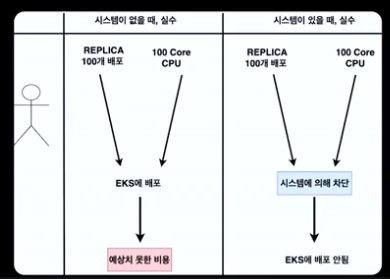 시스템이 없을 때, 실수
시스템이 있을 때, 실수
REPLICA
100개 배포
100 Core
CPU
REPLICA
100개 배포
100 Core
CPU
EKS에 배포
시스템에 의해 차단
예상치 못한 비용
EKS에 배포 안됨